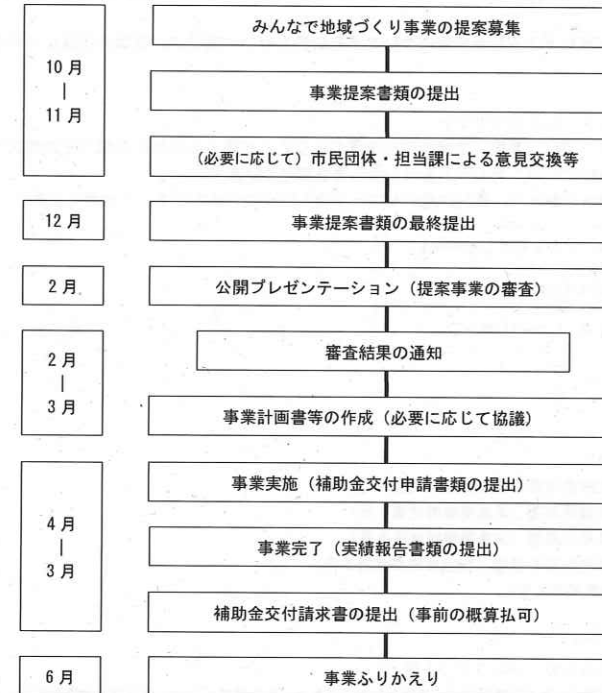 10月
|
11月
みんなで地域づくり事業の提案募集
事業提案書類の提出
(必要に応じて)市民団体・担当課による意見交換等
12月
事業提案書類の最終提出
2月
公開プレゼンテーション(提案事業の審査)
2月
|
3月
審査結果の通知
事業計画書等の作成(必要に応じて協議)
4月
|
3月
事業実施(補助金交付申請書類の提出)
事業完了(実績報告書類の提出)
補助金交付請求書の提出(事前の概算払可)
6月
事業ふりかえり